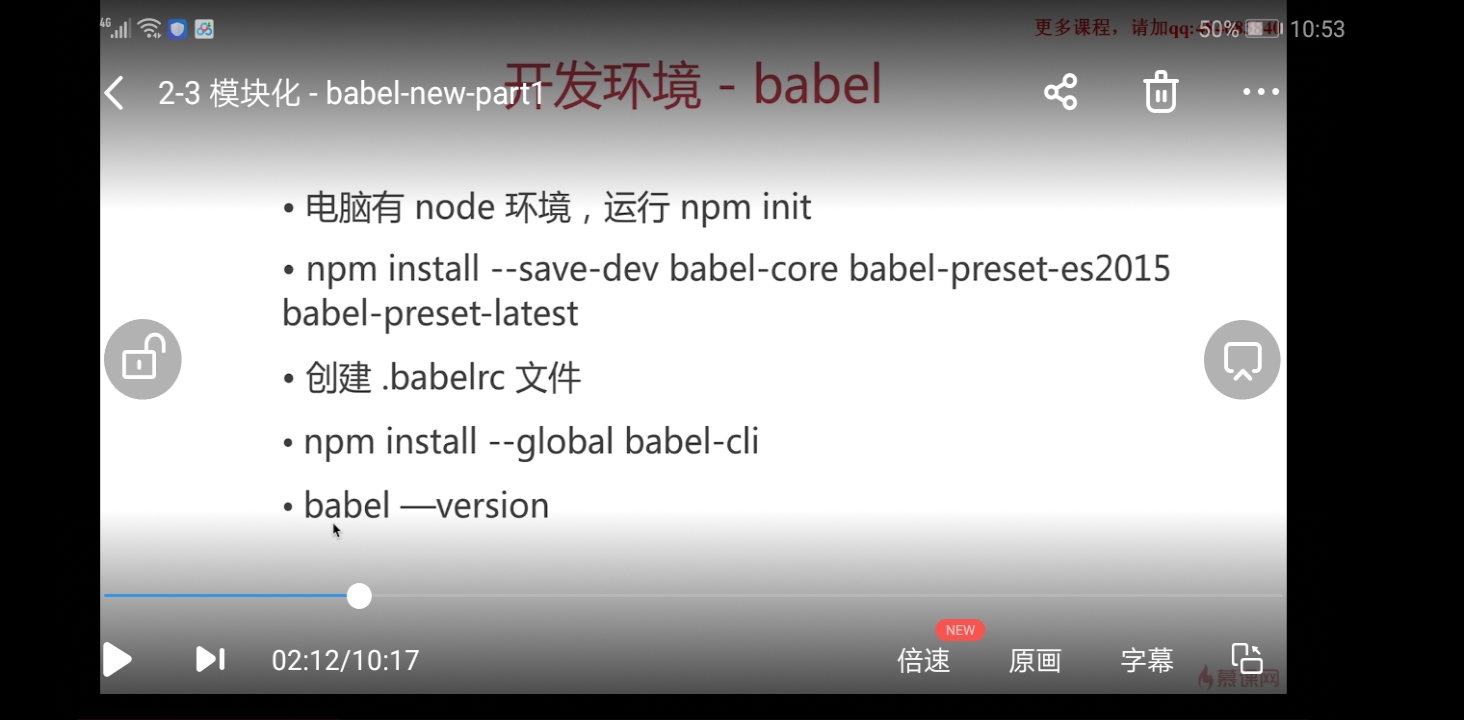 4G
更多课程，请加qq:
50%
10:53
2-3 模块化 - babel-new-part1
开发环境 - babel
• 电脑有 node 环境，运行 npm init
• npm install --save-dev babel-core babel-preset-es2015
babel-preset-latest
• 创建 .babelrc 文件
• npm install --global babel-cli
• babel —version
NEW
02:12/10:17
倍速
原画
字幕
慕课网